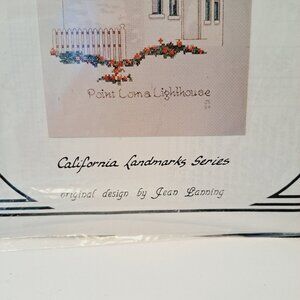 Point Loma Lighthouse
California Landmarks Series
original design by Jean Lanning